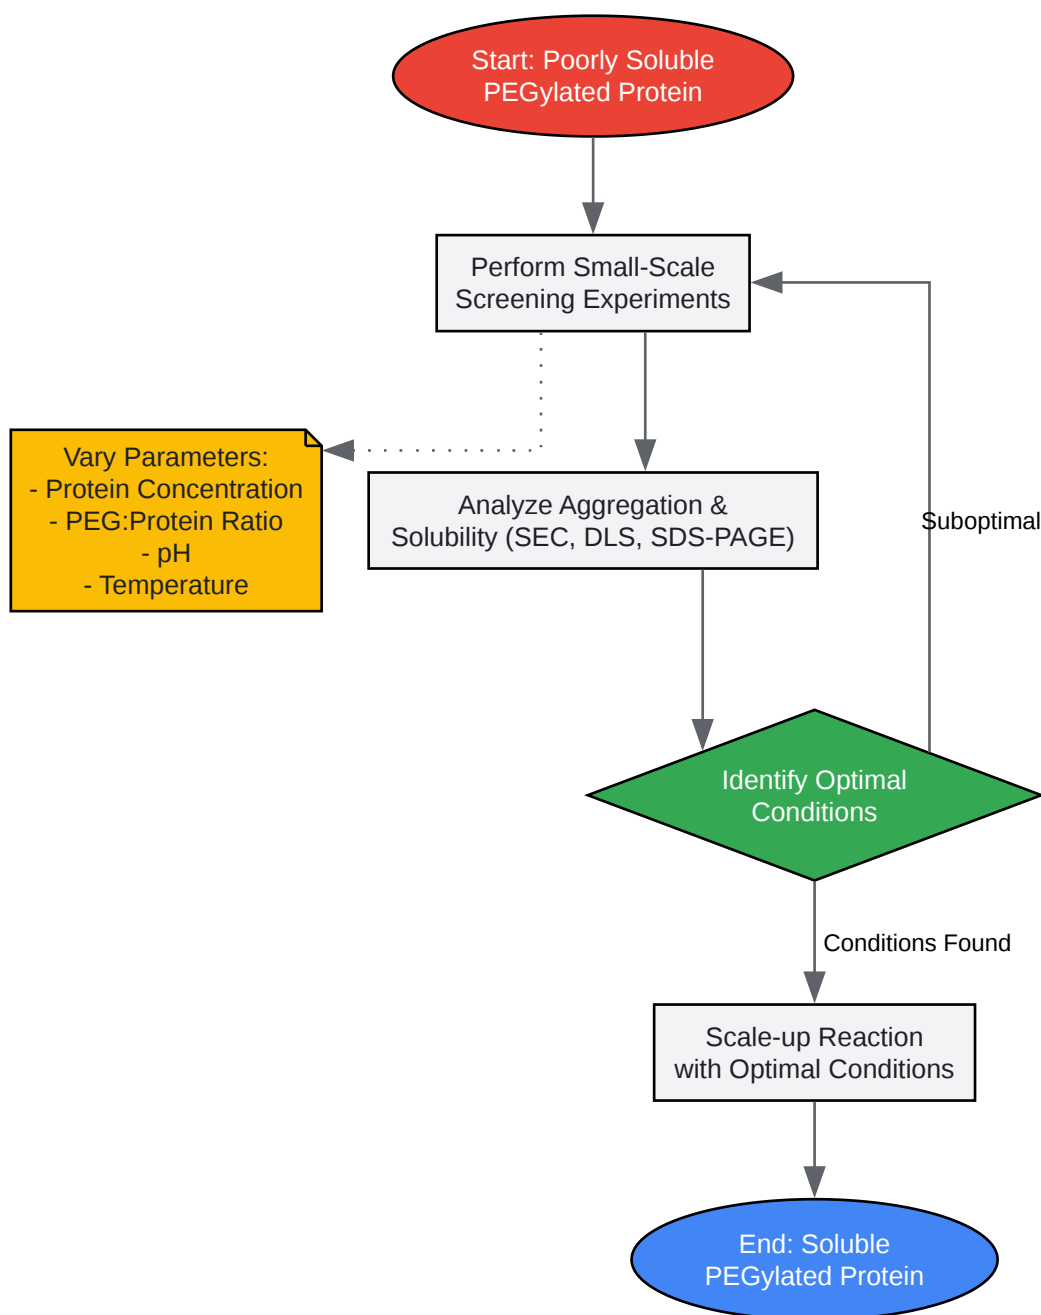 Start: Poorly Soluble
PEGylated Protein
Perform Small-Scale
Screening Experiments
Vary Parameters:
- Protein Concentration
- PEG:Protein Ratio
- pH
- Temperature
Analyze Aggregation &
Solubility (SEC, DLS, SDS-PAGE)
Suboptimal
Identify Optimal
Conditions
Conditions Found
Scale-up Reaction
with Optimal Conditions
End: Soluble
PEGylated Protein